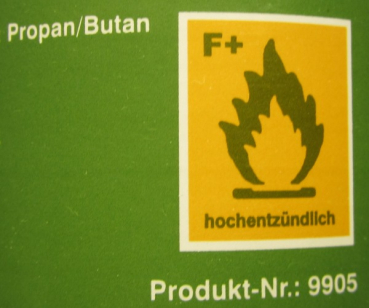 Propan/Butan
F+
hochentzündlich
Produkt-Nr.: 9905